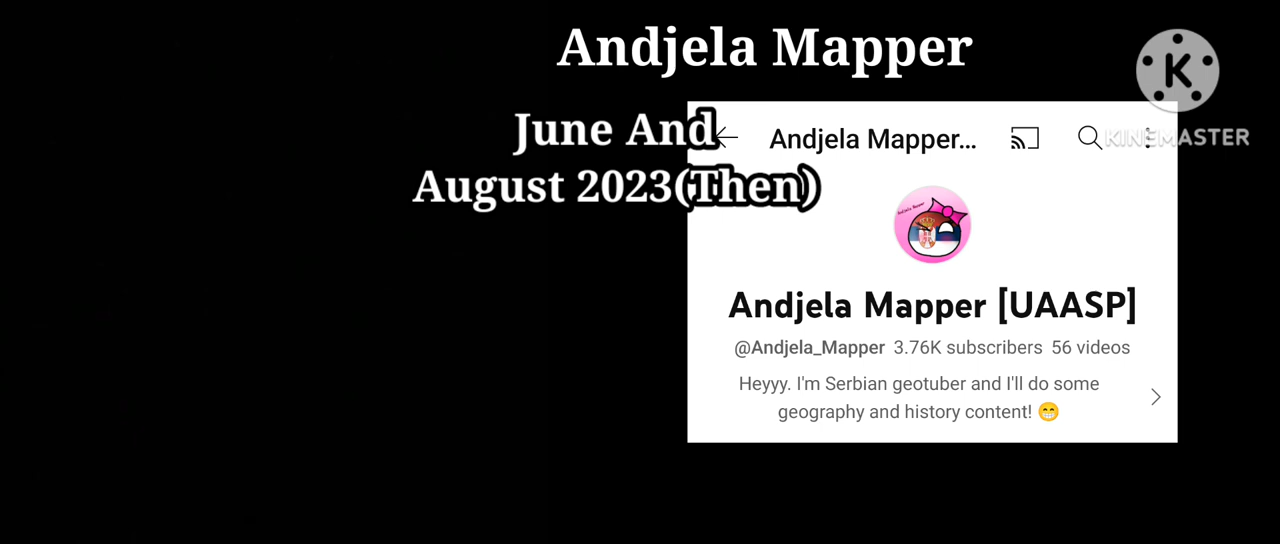 Andjela Mapper
June And
August 2023(Then)
K
KINEMASTER
Andjela Mapper...
Andjela Mapper [UAASP]
@Andjela_Mapper 3.76K subscribers 56 videos
Heyyy. I'm Serbian geotuber and I'll do some
geography and history content! 😁